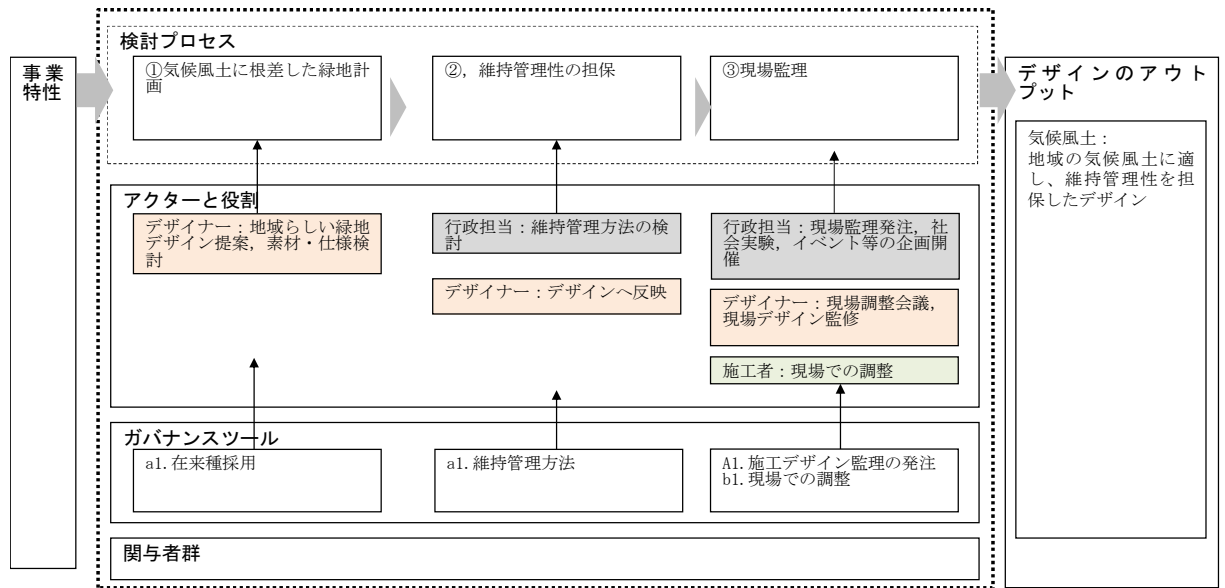 事業
特性
検討プロセス
①気候風土に根差した緑地計
画
②，維持管理性の担保
③現場監理
アクターと役割
デザイナー：地域らしい緑地
デザイン提案，素材・仕様検
討
行政担当：維持管理方法の検
討
デザイナー：デザインへ反映
行政担当：現場監理発注，社
会実験，イベント等の企画開
催
デザイナー：現場調整会議，
現場デザイン監修
施工者：現場での調整
ガバナンスツール
a1.在来種採用
a1.維持管理方法
A1.施工デザイン監理の発注
b1.現場での調整
関与者群
デザインのアウト
プット
気候風土：
地域の気候風土に適
し、維持管理性を担
保したデザイン